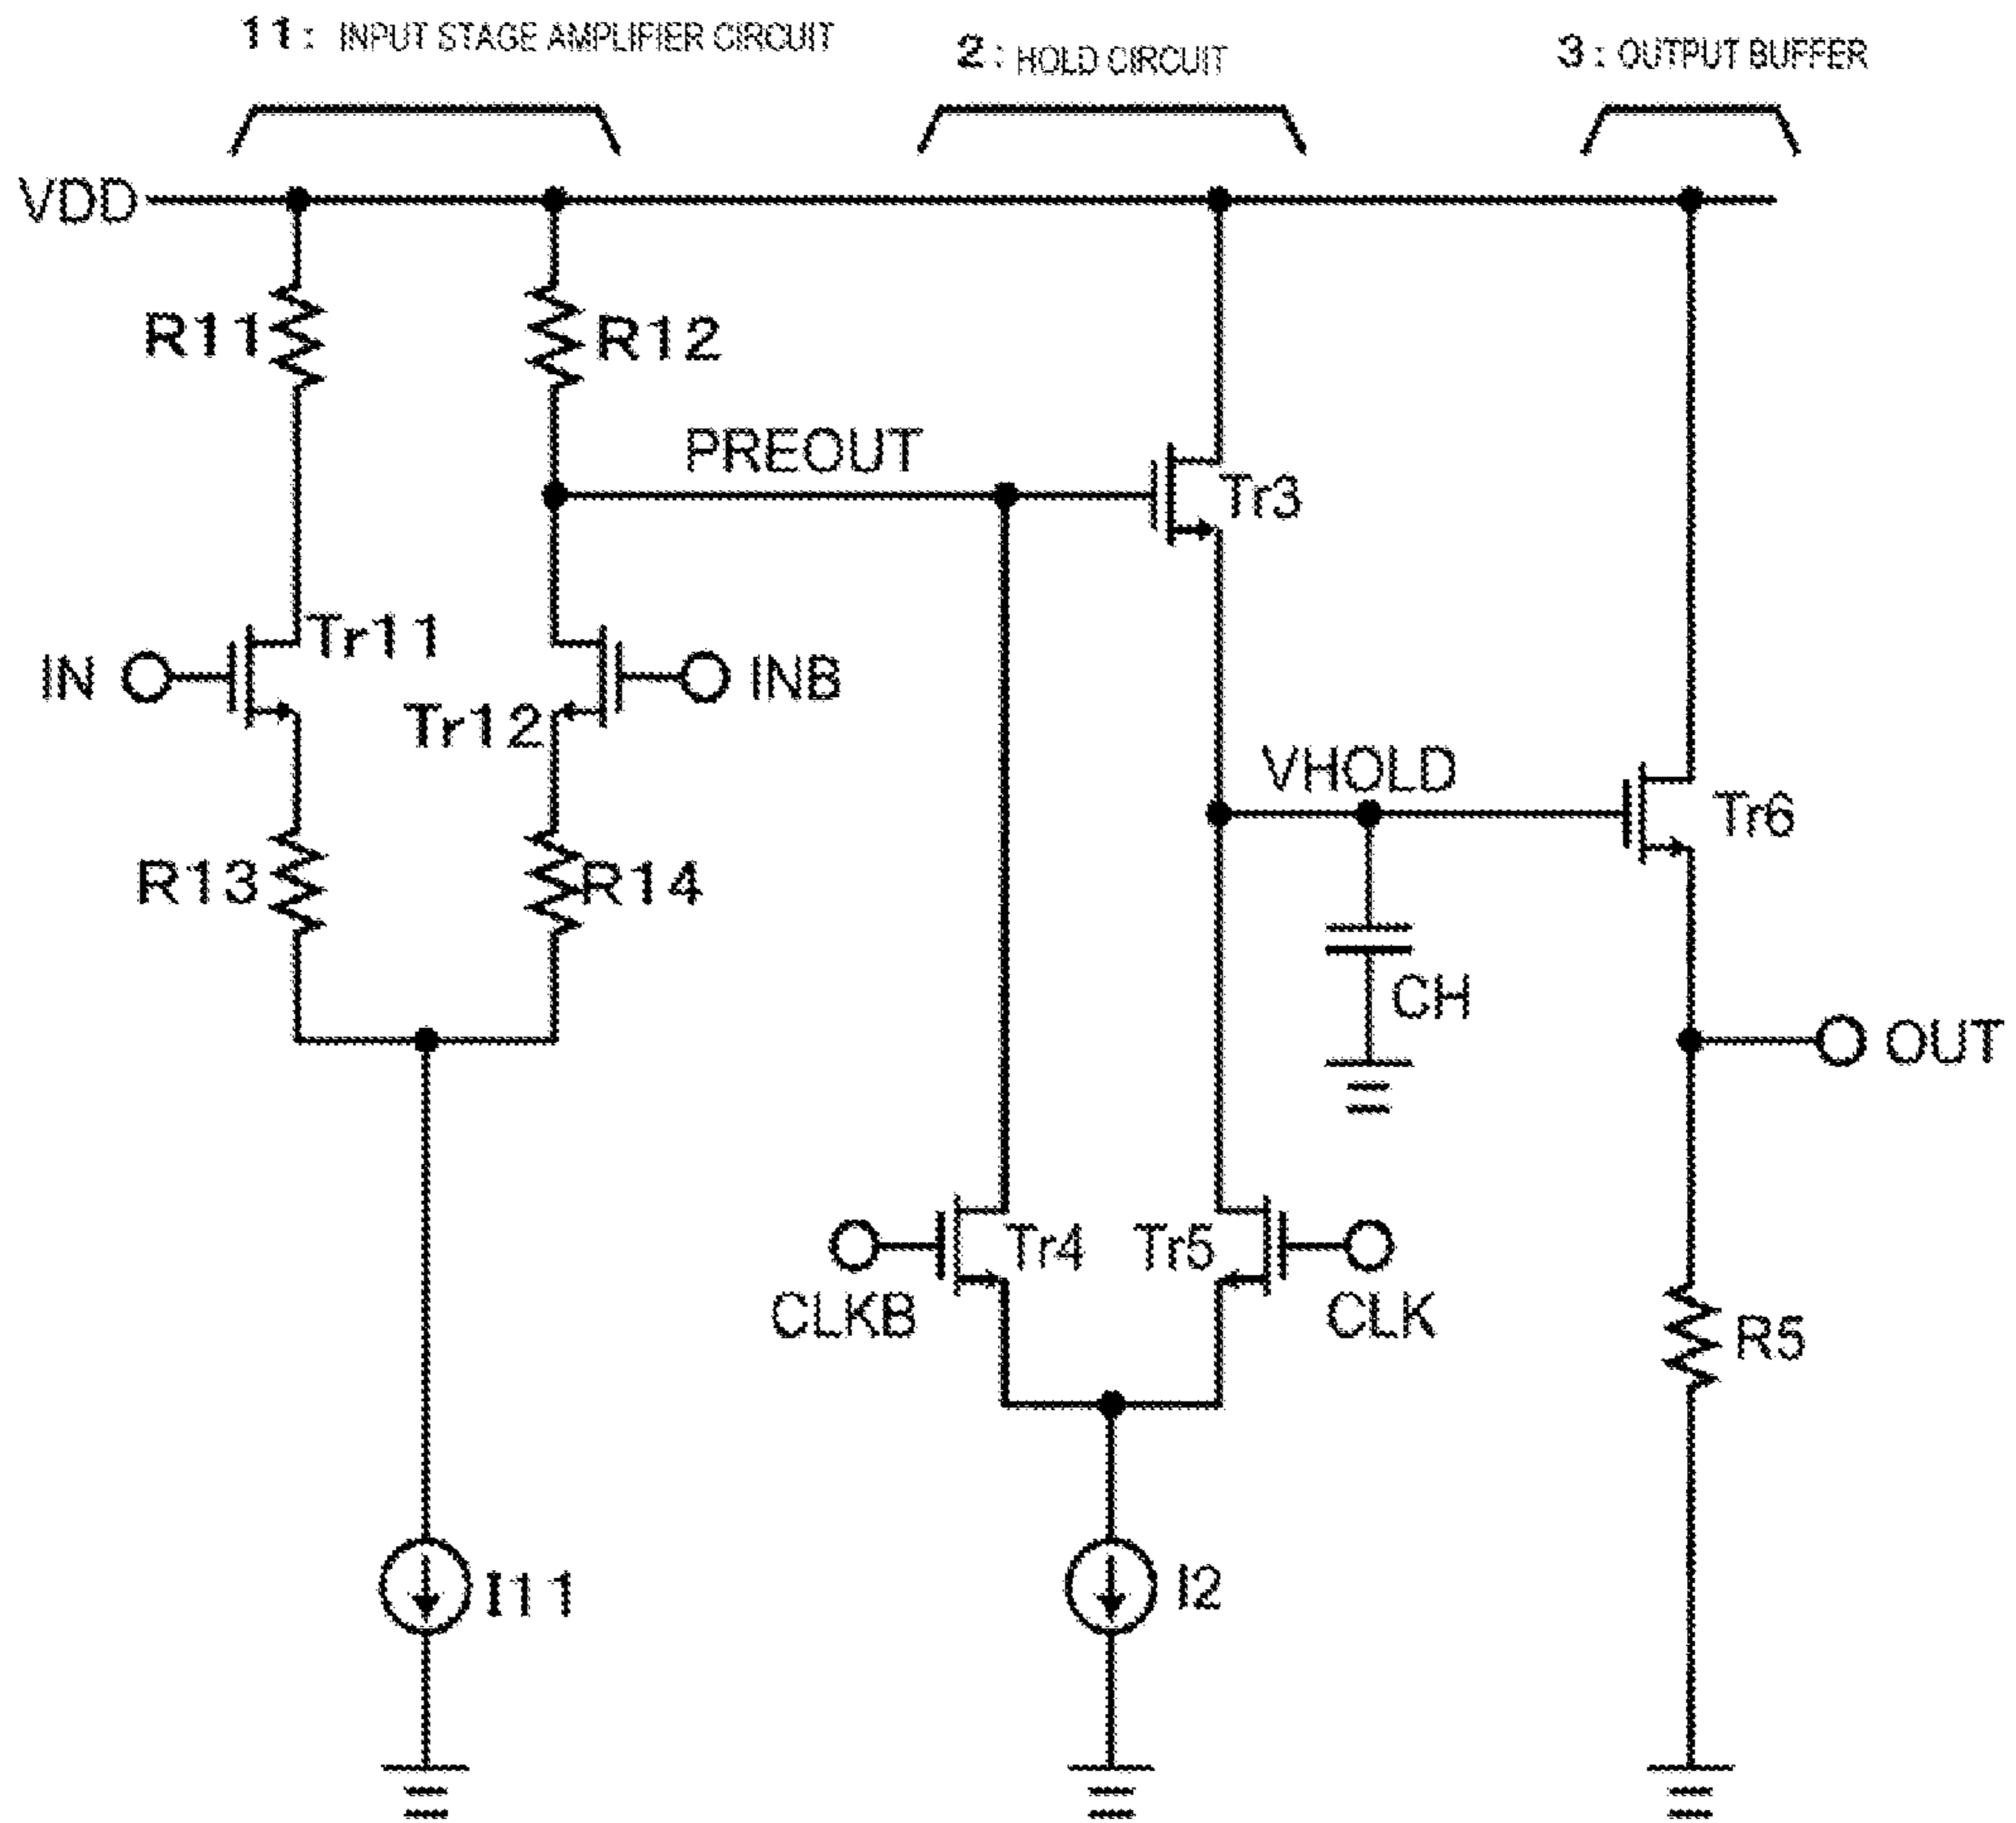 11: INPUT STAGE AMPLIFIER CIRCUIT
2: HOLD CIRCUIT
3: OUTPUT BUFFER
VDD
R11
R12
PREOUT
Tr3
Tr11
IN
INB
Tr12
VHOLD
Tr6
R13
R14
CH
OUT
Tr4
Tr5
CLKB
CLK
R5
I11
I2